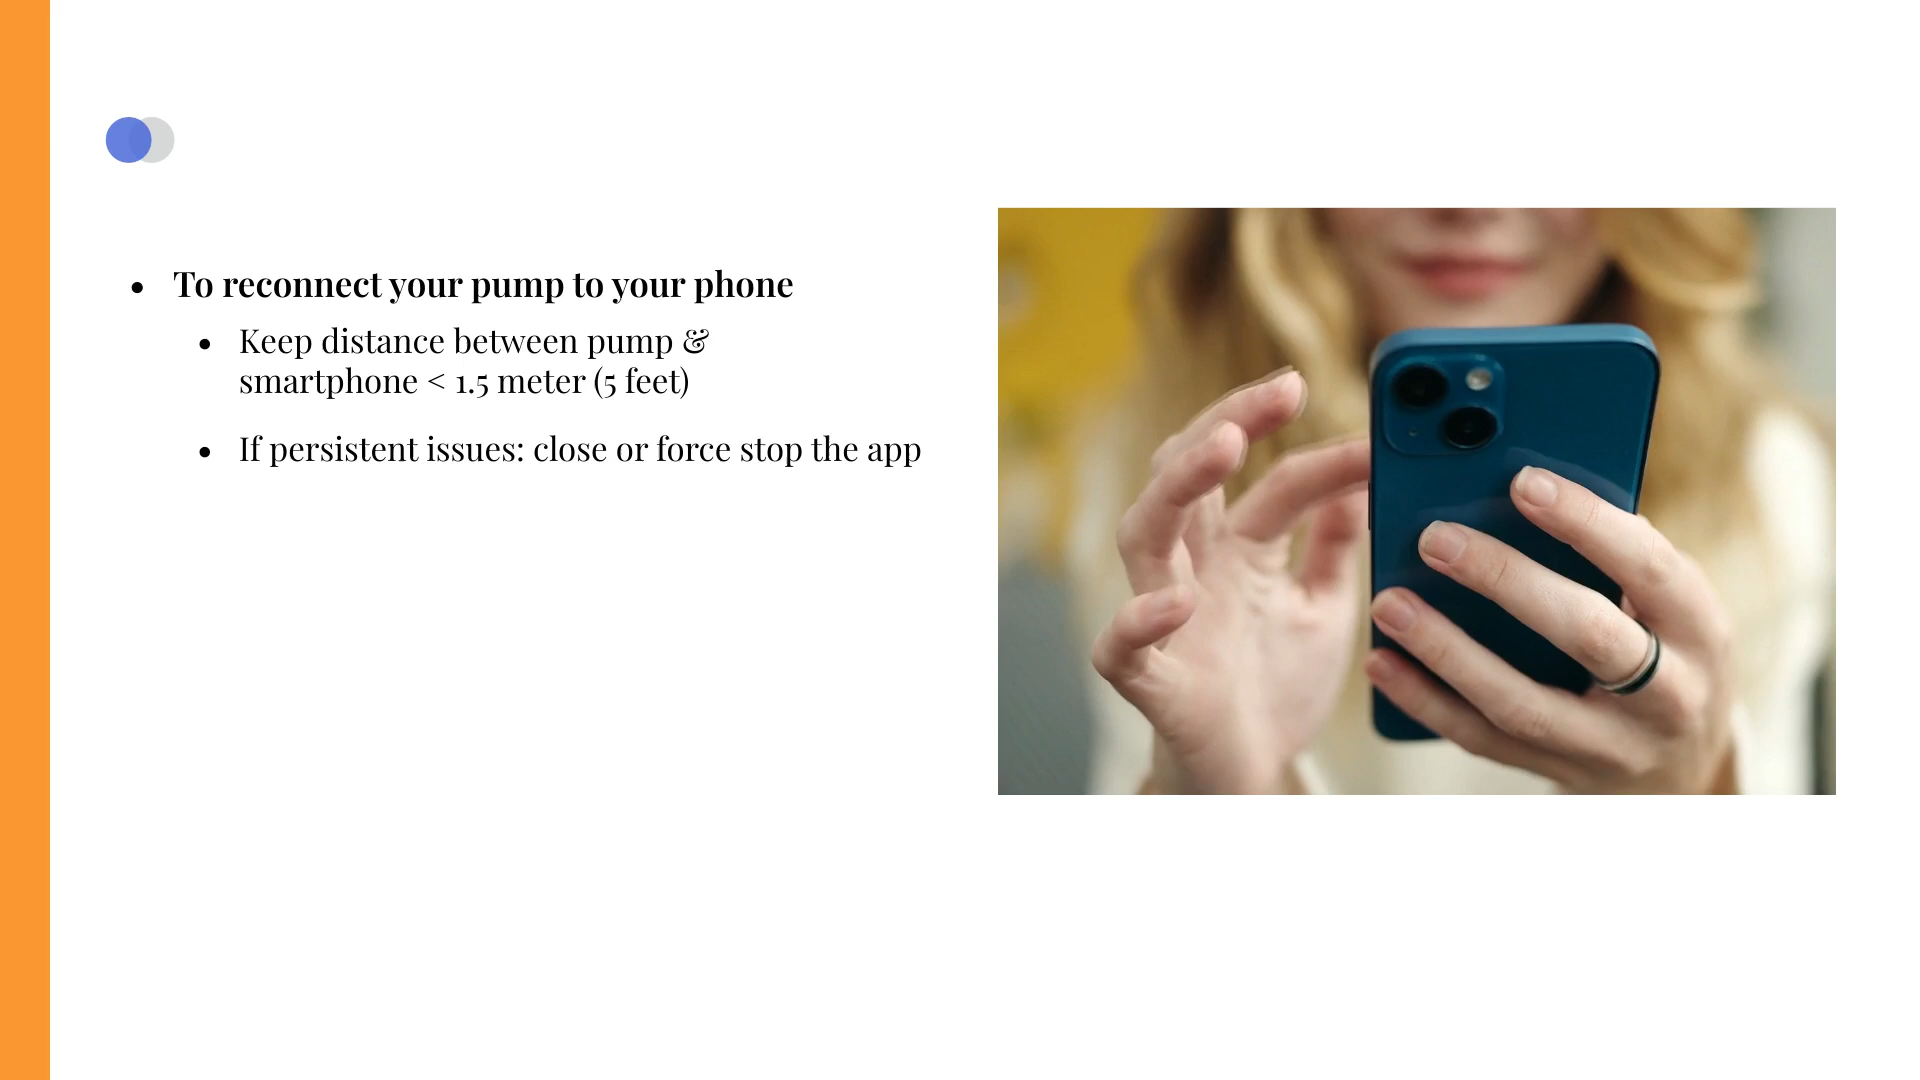 • To reconnect your pump to your phone
• Keep distance between pump &
smartphone < 1.5 meter (5 feet)
• If persistent issues: close or force stop the app